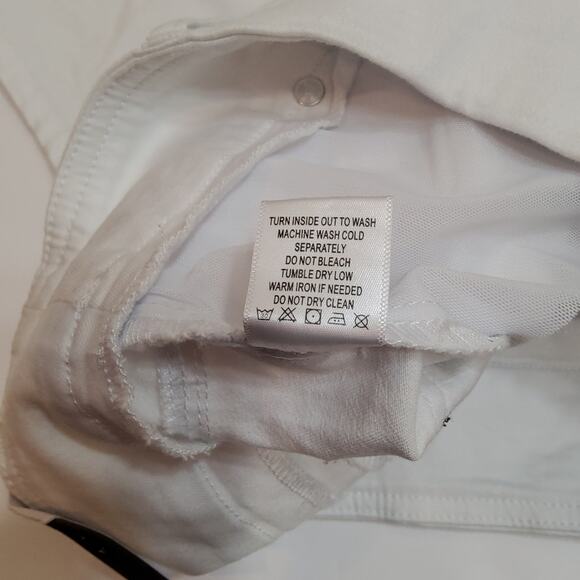 TURN INSIDE OUT TO WASH
MACHINE WASH COLD
SEPARATELY
DO NOT BLEACH
TUMBLE DRY LOW
WARM IRON IF NEEDED
DO NOT DRY CLEAN